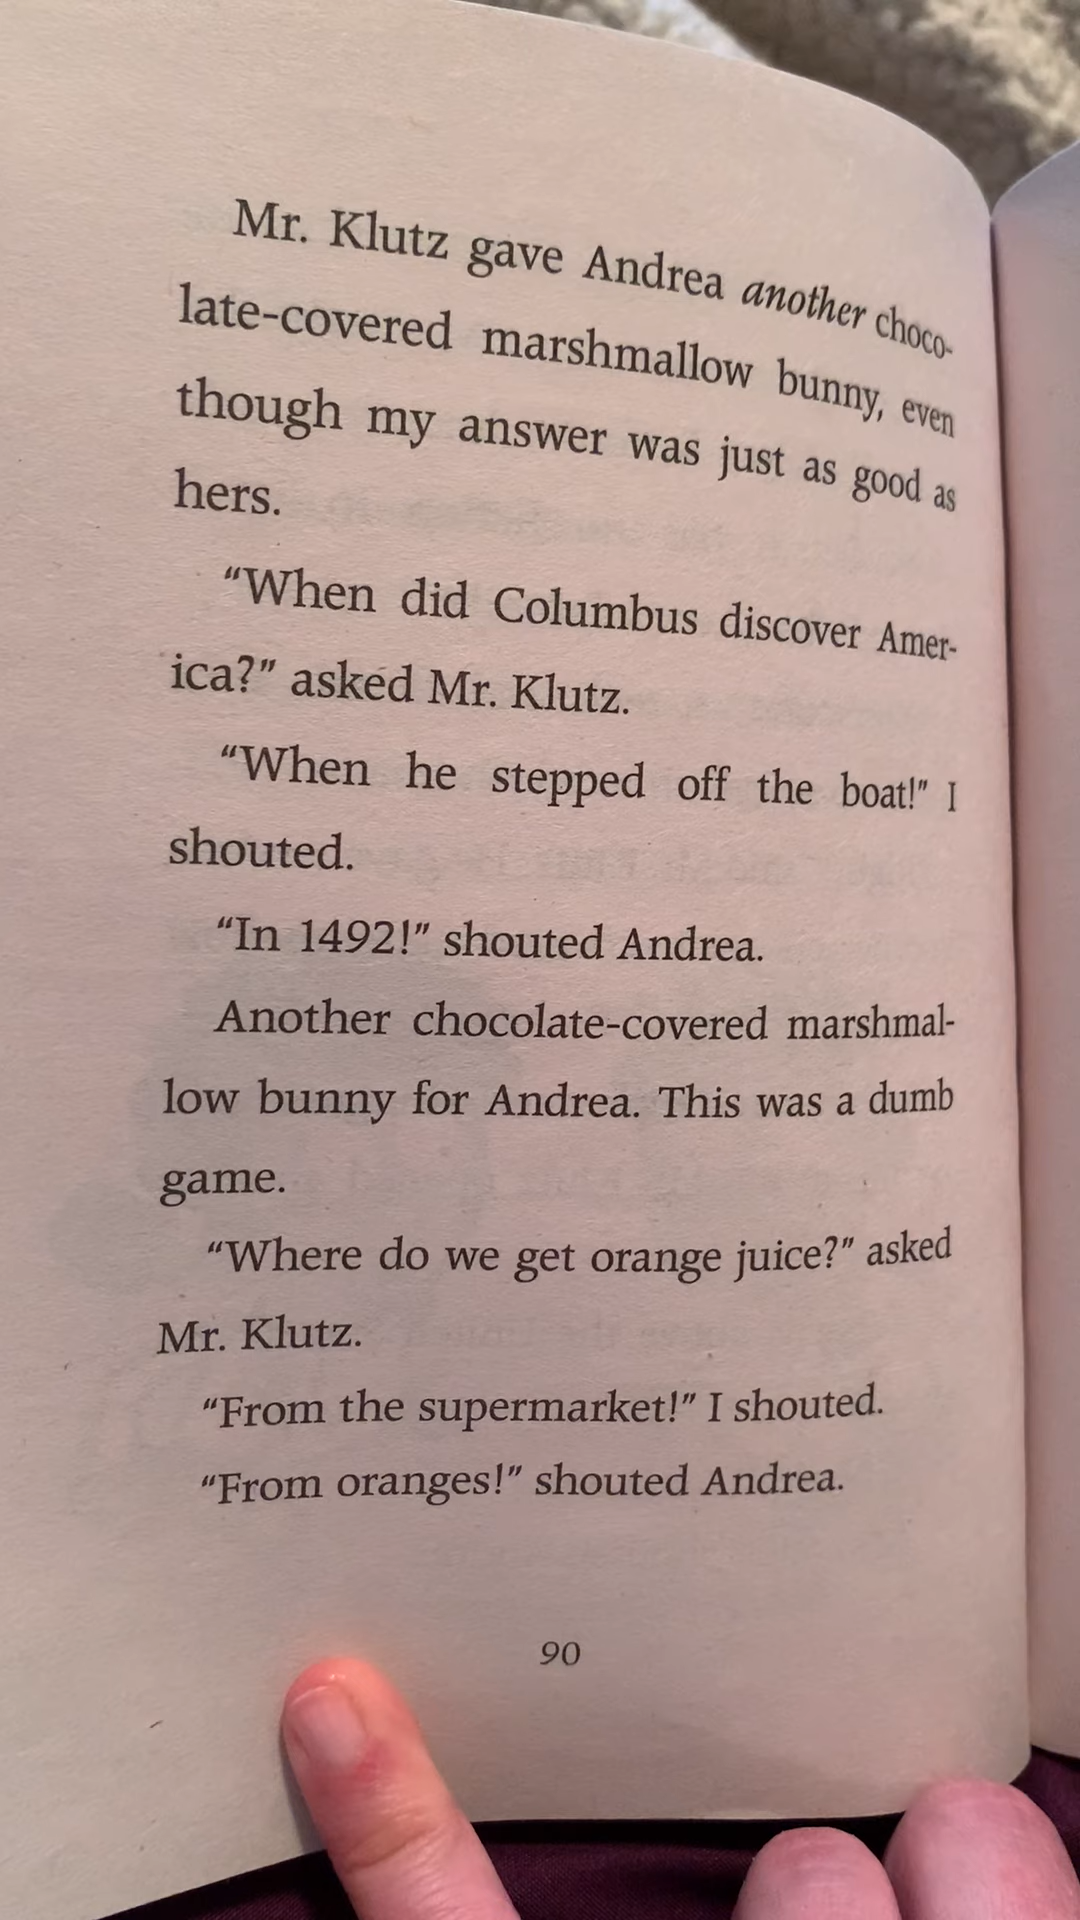 Mr. Klutz gave Andrea another choco-
late-covered marshmallow bunny, even
though my answer was just as good as
hers.
“When did Columbus discover Amer-
ica?” asked Mr. Klutz.
“When he stepped off the boat!” I
shouted.
“In 1492!” shouted Andrea.
Another chocolate-covered marshmal-
low bunny for Andrea. This was a dumb
game.
“Where do we get orange juice?” asked
Mr. Klutz.
“From the supermarket!” I shouted.
“From oranges!” shouted Andrea.
90